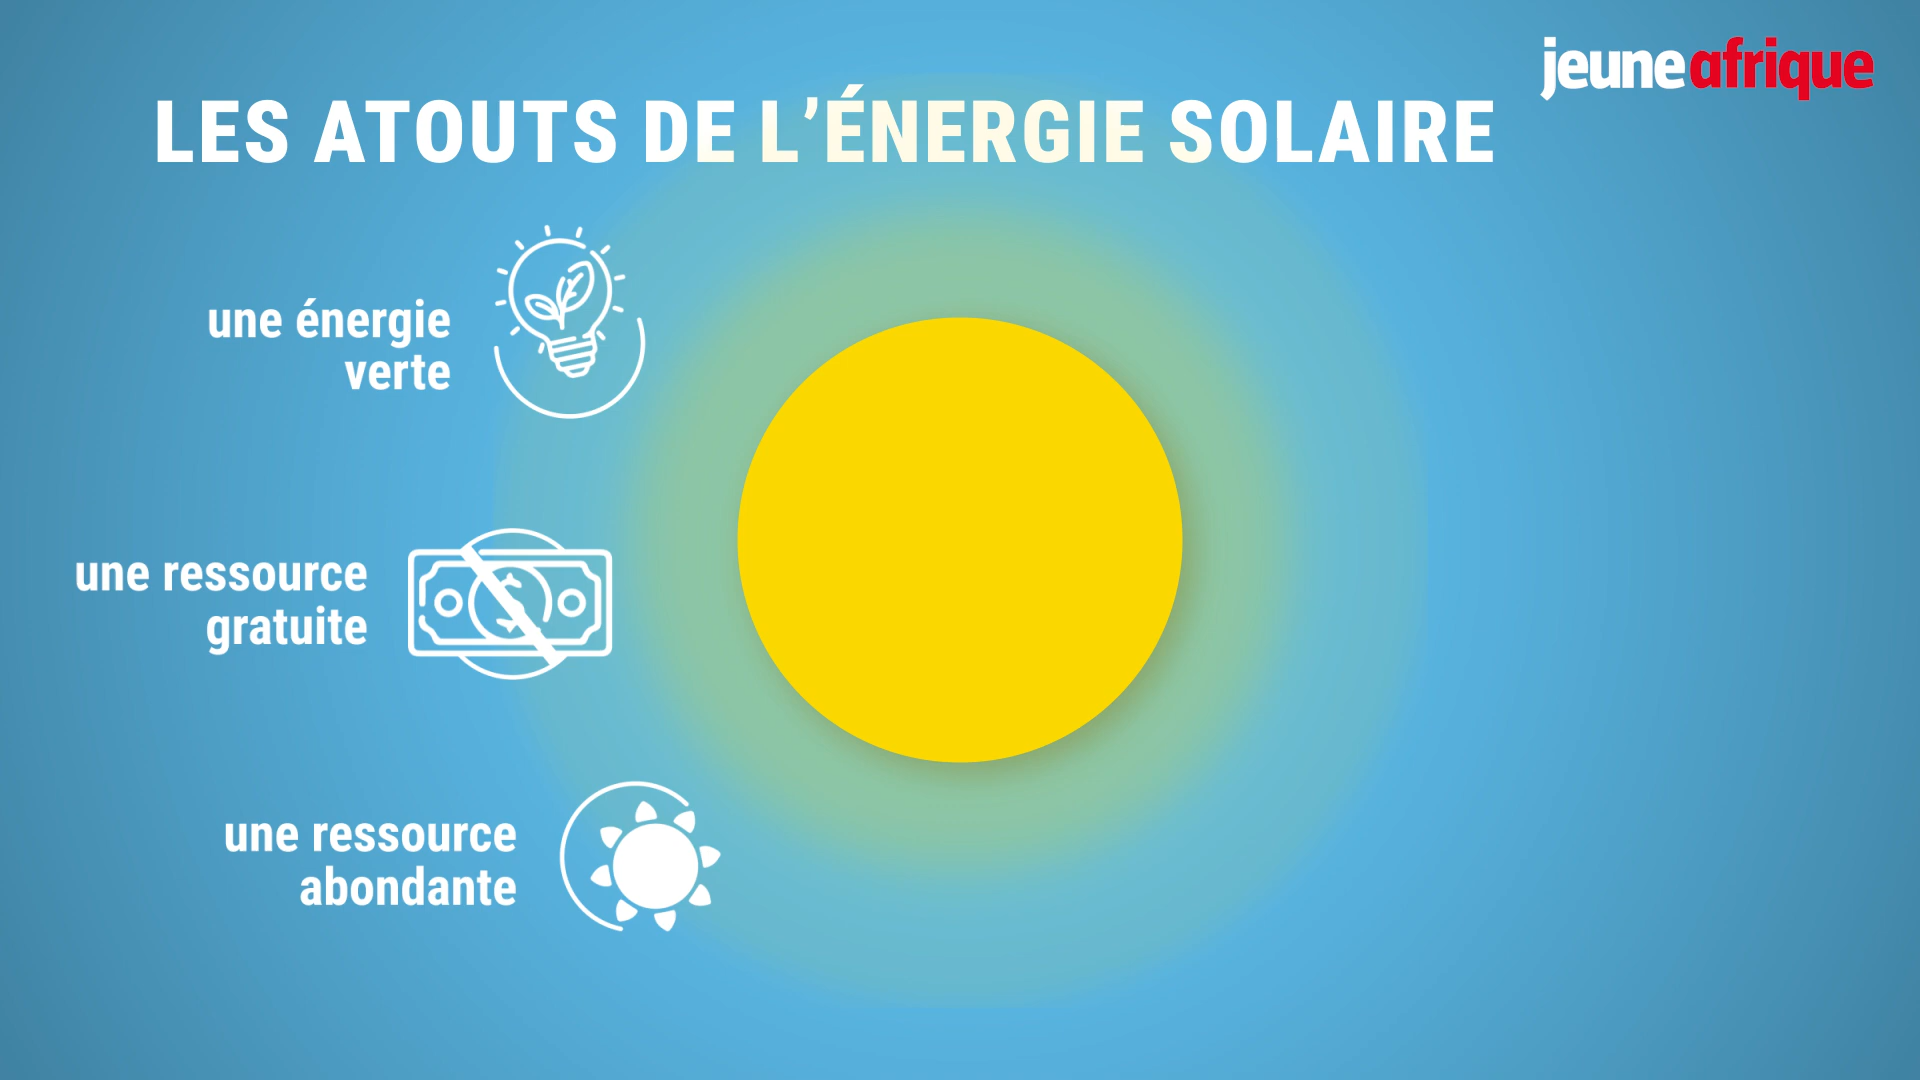 jeuneafrique
LES ATOUTS DE L’ÉNERGIE SOLAIRE
une énergie
verte
une ressource
gratuite
une ressource
abondante